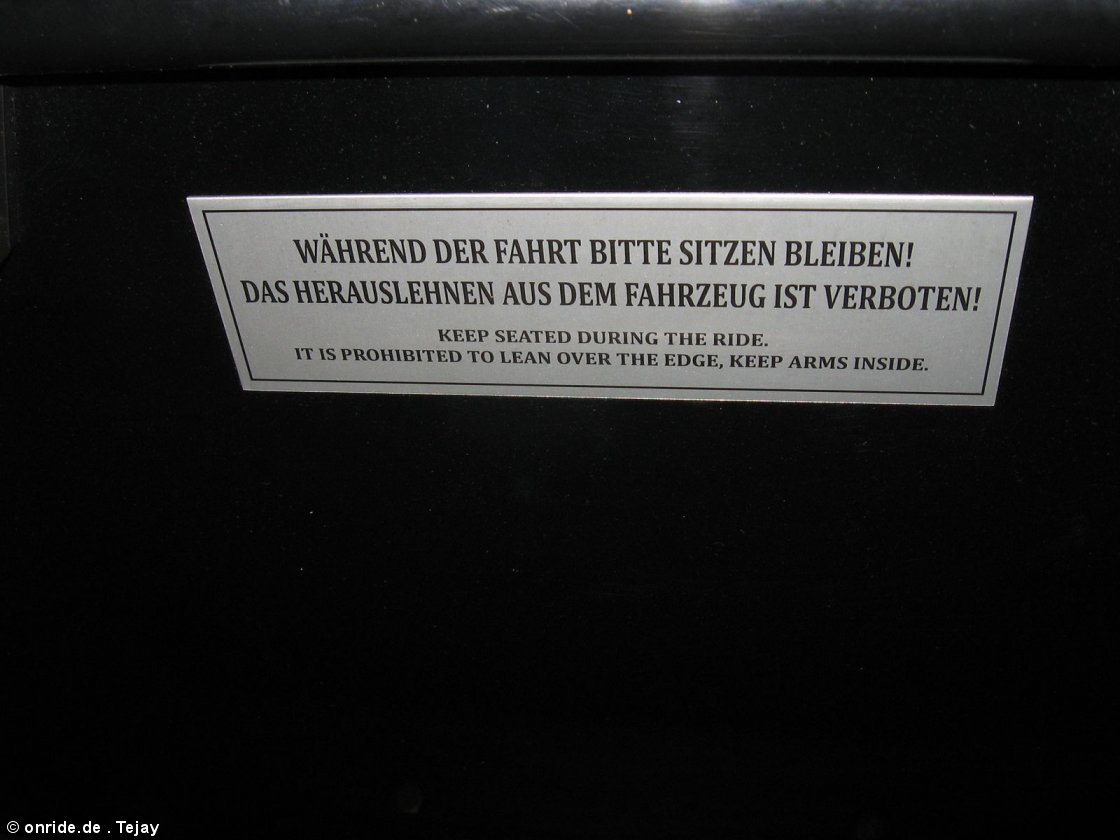 WÄHREND DER FAHRT BITTE SITZEN BLEIBEN!
DAS HERAUSLEHNEN AUS DEM FAHRZEUG IST VERBOTEN!
KEEP SEATED DURING THE RIDE.
IT IS PROHIBITED TO LEAN OVER THE EDGE, KEEP ARMS INSIDE.
© onride.de . Tejay